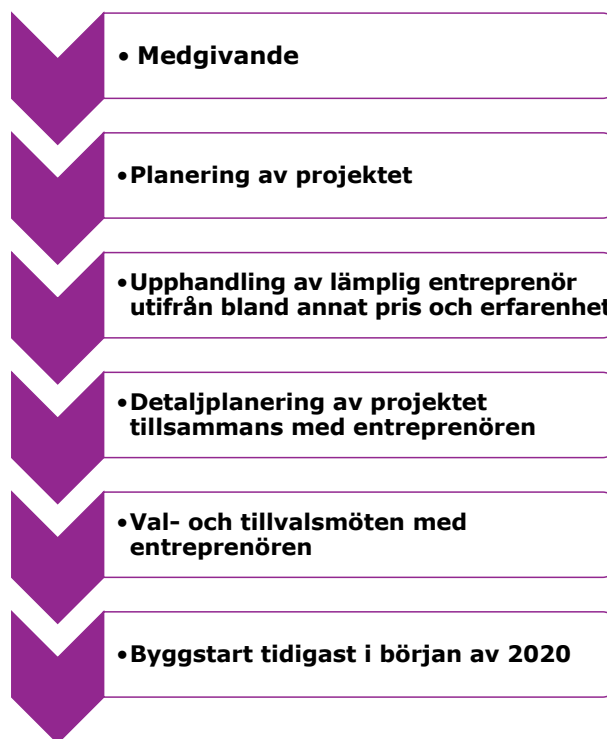 • Medgivande
•Planering av projektet
•Upphandling av lämplig entreprenör
utifrån bland annat pris och erfarenhet
•Detaljplanering av projektet
tillsammans med entreprenören
•Val- och tillvalsmöten med
entreprenören
•Byggstart tidigast i början av 2020